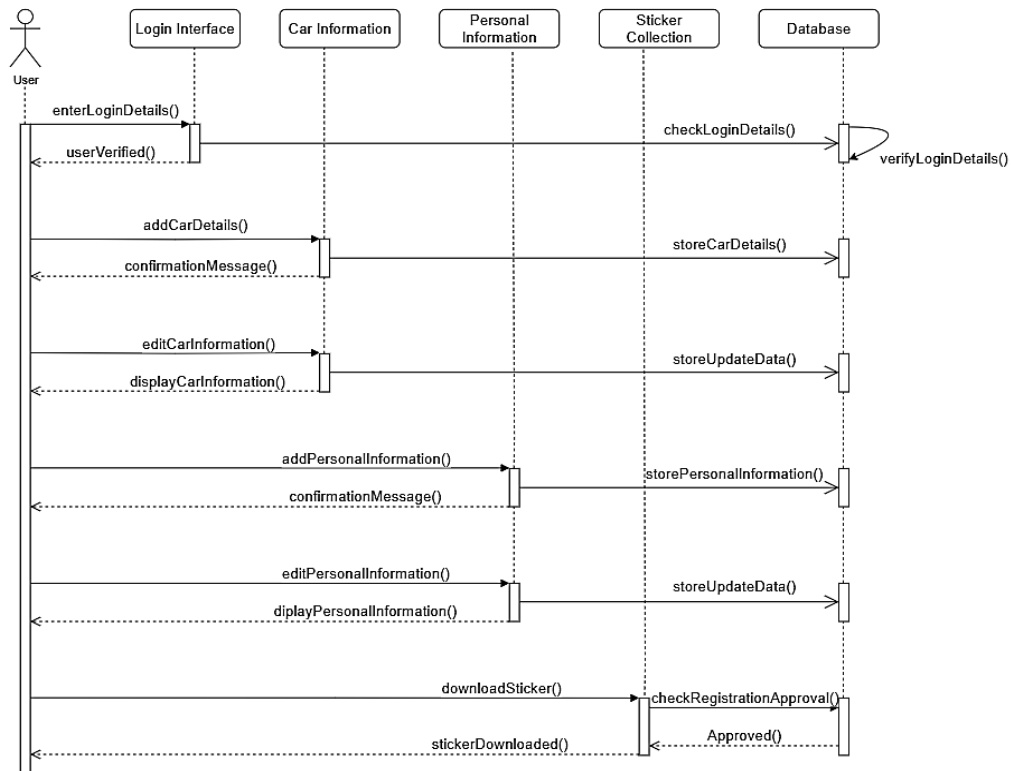 Login Interface
Car Information
Personal
Information
Sticker
Collection
Database
User
enterLoginDetails()
checkLoginDetails()
userVerified()
verifyLoginDetails()
addCarDetails()
storeCarDetails()
confirmationMessage()
editCarInformation()
storeUpdateData()
displayCarInformation()
addPersonalInformation()
storePersonalInformation()
confirmationMessage()
editPersonalInformation()
storeUpdateData()
diplayPersonalInformation()
downloadSticker()
checkRegistrationApproval()
Approved()
stickerDownloaded()